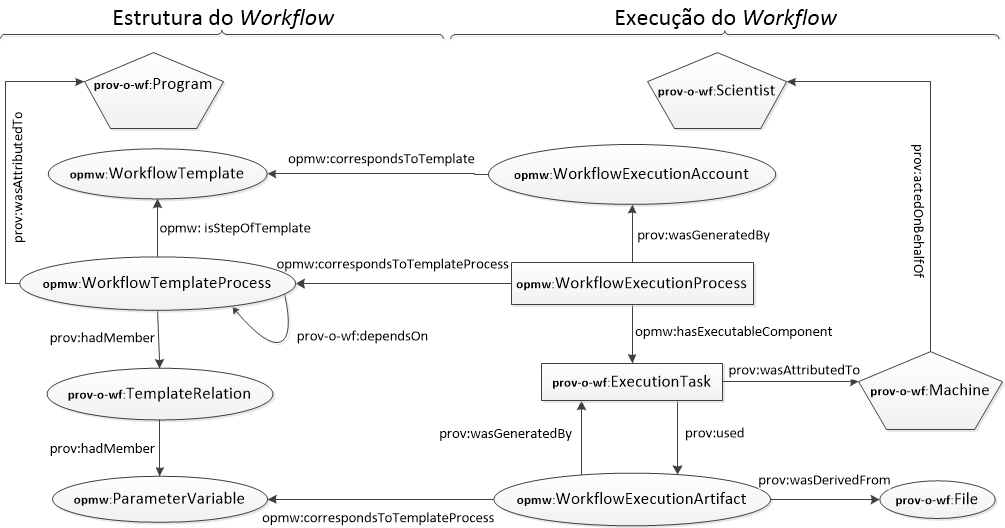 Estrutura do Workflow
Execução do Workflow
prov-o-wf:Program
prov-o-wf:Scientist
prov:wasAttributedTo
prov:actedOnBehalfOf
opmw:WorkflowTemplate
opmw:correspondsToTemplate
opmw:WorkflowExecutionAccount
opmw: isStepOfTemplate
prov:wasGeneratedBy
opmw:WorkflowTemplateProcess
opmw:correspondsToTemplateProcess
opmw:WorkflowExecutionProcess
prov:hadMember
prov-o-wf:dependsOn
opmw:hasExecutableComponent
prov-o-wf:TemplateRelation
prov-o-wf:ExecutionTask
prov:wasAttributedTo
prov-o-wf:Machine
prov:hadMember
prov:wasGeneratedBy
prov:used
opmw:ParameterVariable
opmw:correspondsToTemplateProcess
opmw:WorkflowExecutionArtifact
prov:wasDerivedFrom
prov-o-wf:File